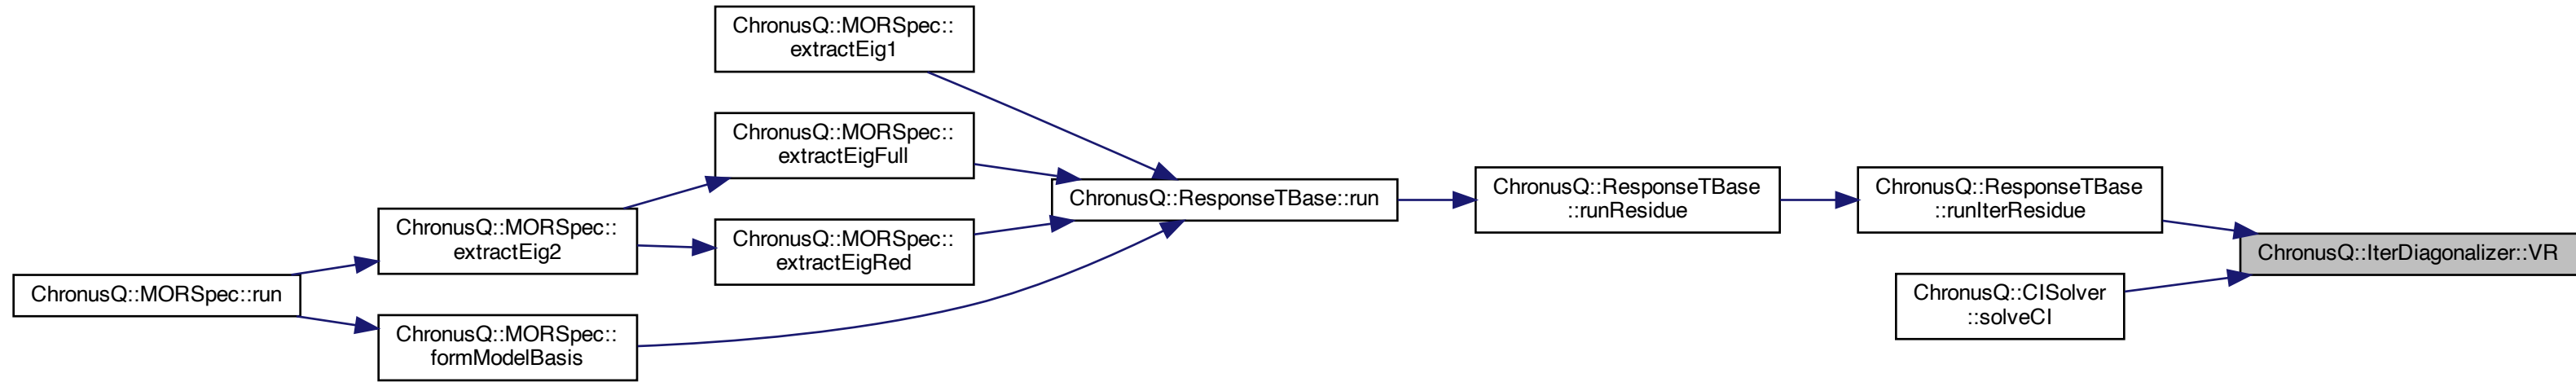 ChronusQ::MORSpec::
extractEig1
ChronusQ::MORSpec::
extractEigFull
ChronusQ::MORSpec::
extractEig2
ChronusQ::MORSpec::
extractEigRed
ChronusQ::MORSpec::run
ChronusQ::MORSpec::
formModelBasis
ChronusQ::ResponseTBase::run
ChronusQ::ResponseTBase
::runResidue
ChronusQ::ResponseTBase
::runIterResidue
ChronusQ::IterDiagonalizer::VR
ChronusQ::CISolver
::solveCI